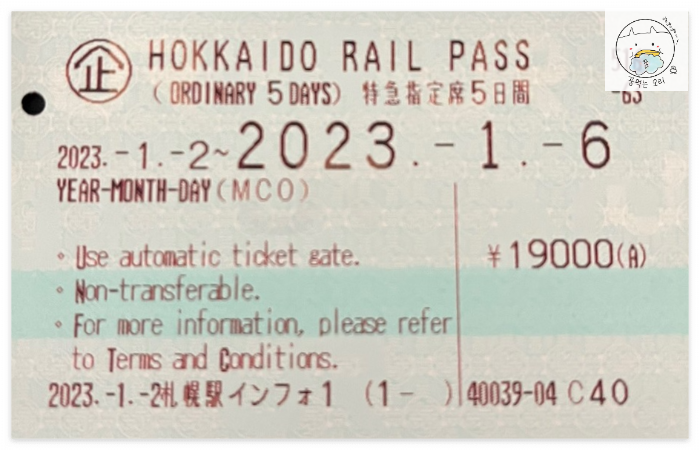 企 HOKKAIDO RAIL PASS
(ORDINARY 5 DAYS) 特急指定席5日間
2023.-1.-2~2023.-1.-6
YEAR-MONTH-DAY(MCO)
◦ Use automatic ticket gate.
¥19000(A)
◦ Non-transferable.
◦ For more information, please refer
to Terms and Conditions.
2023.-1.-2札幌駅インフォ1 (1- ) 40039-04 C40